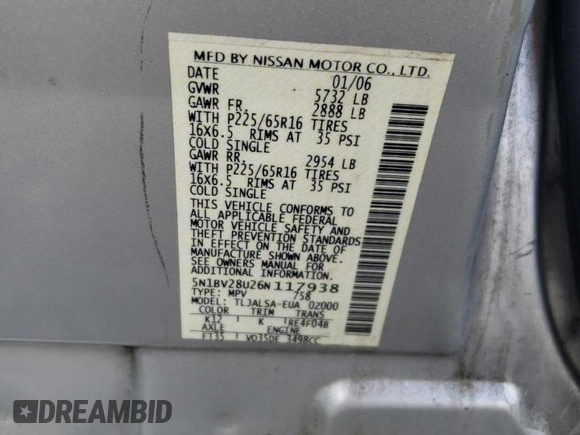 MFD BY NISSAN MOTOR CO., LTD.
DATE 01/06
GVWR 5732 LB
GAWR FR. 2888 LB
WITH P225/65R16 TIRES
16X6.5 RIMS AT 35 PSI
COLD SINGLE
GAWR RR. 2954 LB
WITH P225/65R16 TIRES
16X6.5 RIMS AT 35 PSI
COLD SINGLE
THIS VEHICLE CONFORMS TO
ALL APPLICABLE FEDERAL
MOTOR VEHICLE SAFETY AND
THEFT PREVENTION STANDARDS
IN EFFECT ON THE DATE OF
MANUFACTURE SHOWN ABOVE.
SEE OWNERS MANUAL FOR
ADDITIONAL INFORMATION.
5N1BV28U26N117938
TYPE: MPV 758
MODEL: TLJALSA-EUA 02000
COLOR TRIM TRANS
K12 K RE4F04B
AXLE ENGINE
FT35 VQ35DE 3498CC
DREAMBID